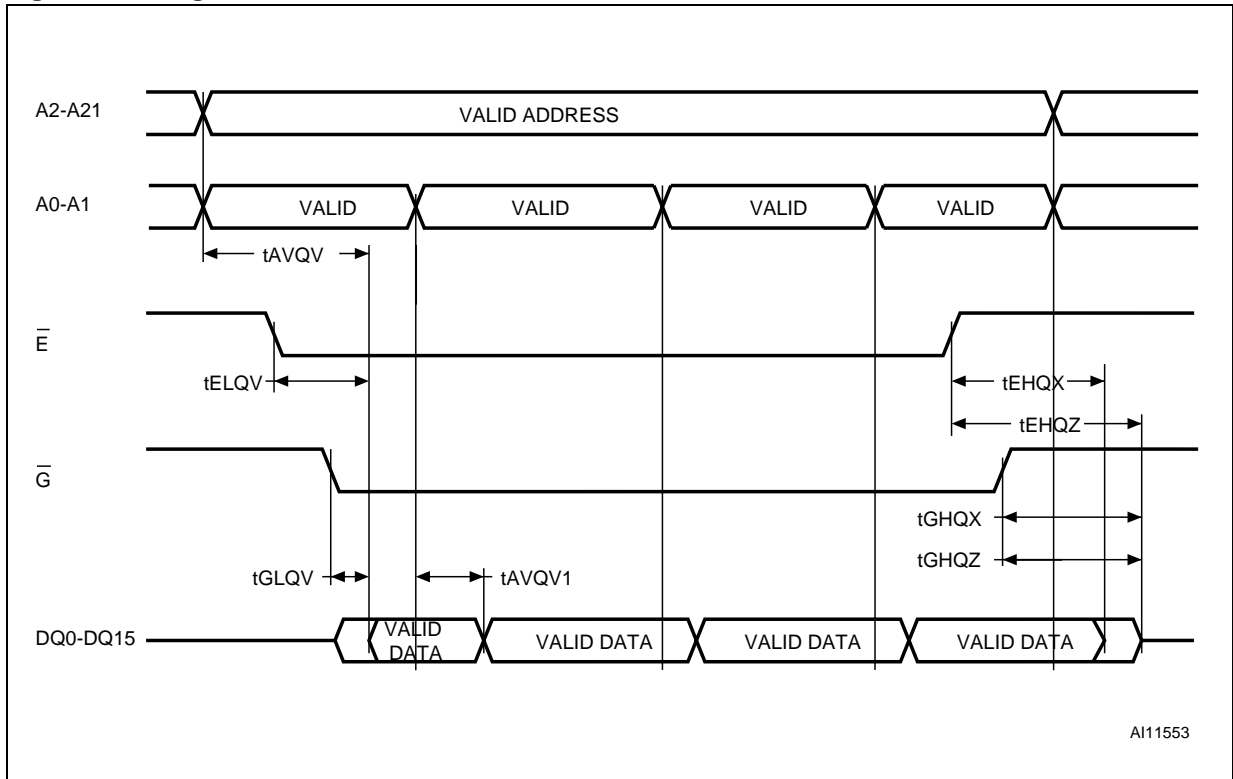 A2-A21
VALID ADDRESS
A0-A1
VALID
VALID
VALID
VALID
tAVQV
E
tELQV
tEHQX
tEHQZ
G
tGHQX
tGHQZ
tGLQV
tAVQV1
DQ0-DQ15
VALID
DATA
VALID DATA
VALID DATA
VALID DATA
AI11553